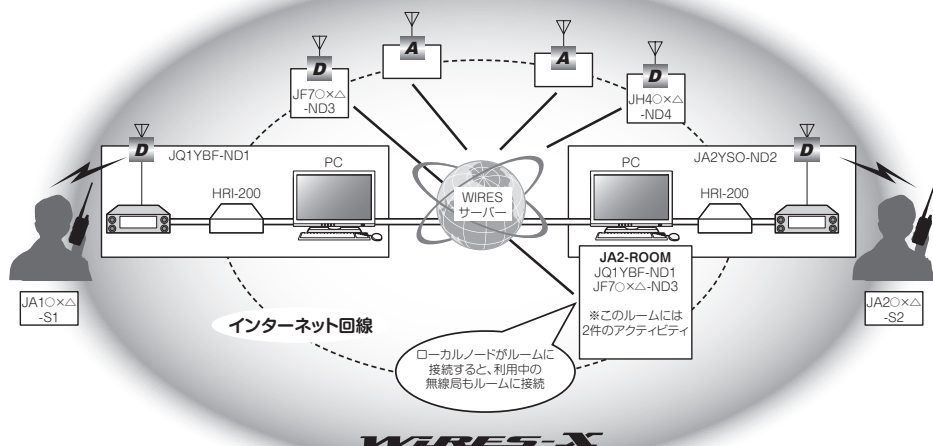 A
A
D
D
JF7○×△
-ND3
JH4○×△
-ND4
D
JQ1YBF-ND1
PC
HRI-200
WIRES
サーバー
PC
JA2YSO-ND2
D
HRI-200
JA1○×△
-S1
JA2-ROOM
JQ1YBF-ND1
JF7○×△-ND3
※このルームには
2件のアクティビティ
JA2○×△
-S2
インターネット回線
ローカルノードがルームに
接続すると、利用中の
無線局もルームに接続
WiRES-X